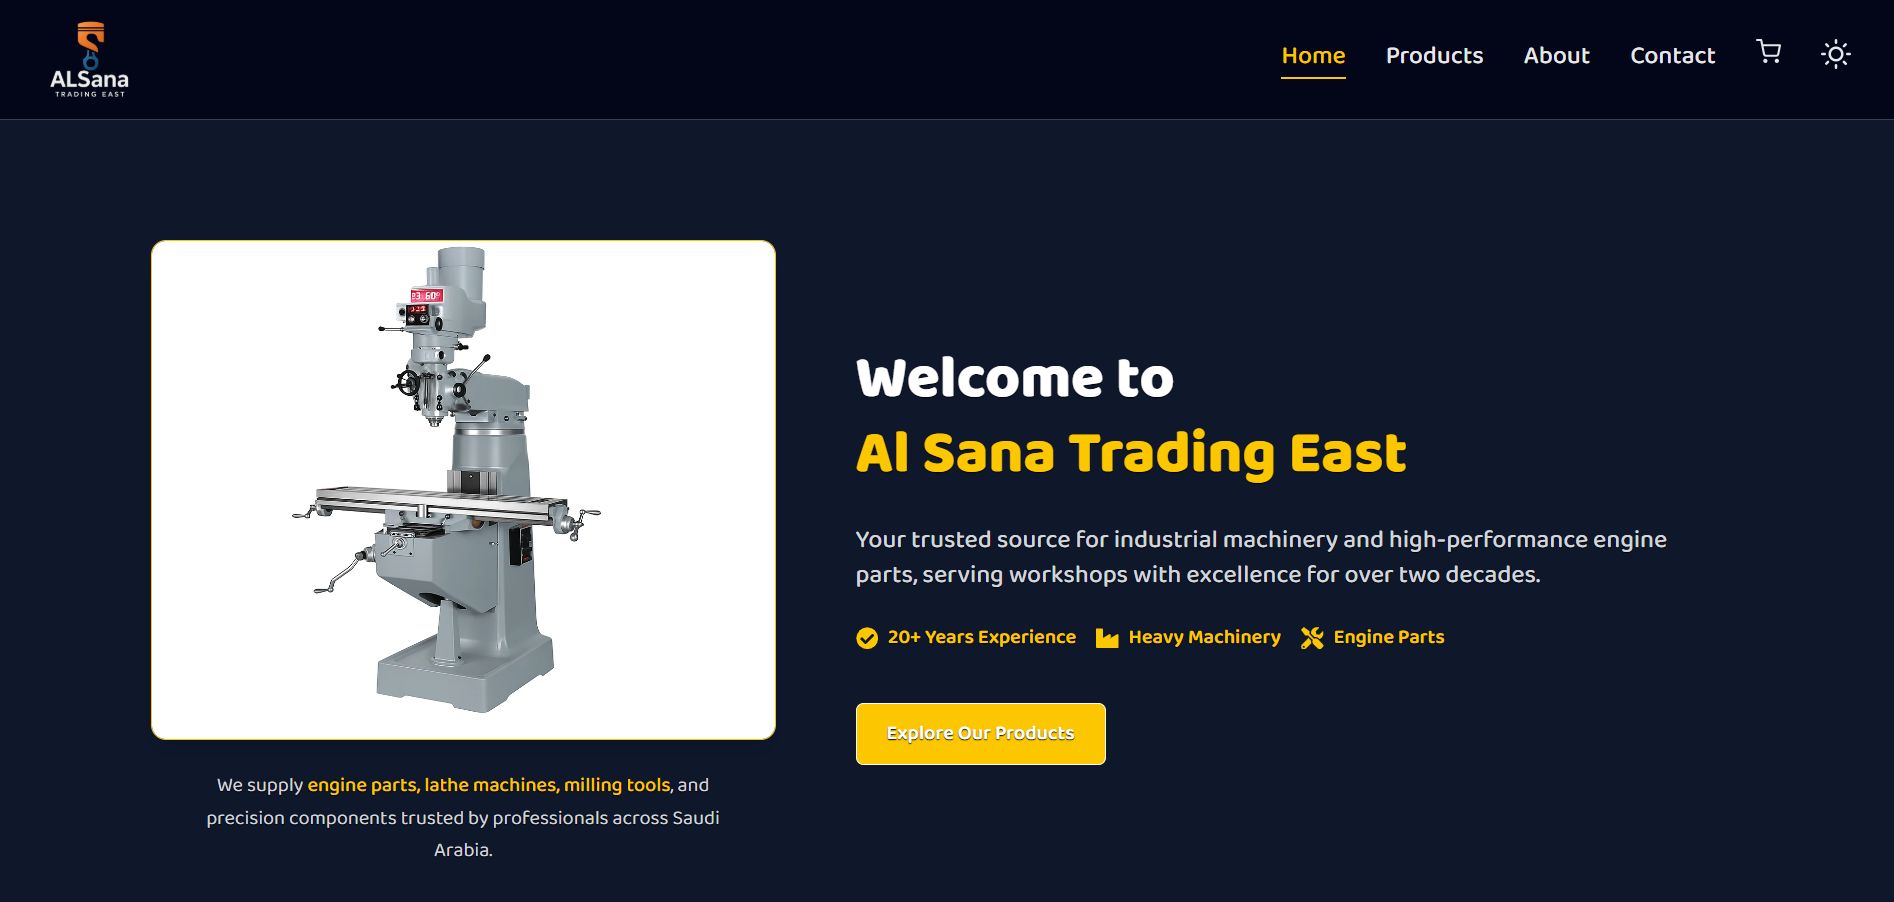 ALSana
TRADING EAST
Home
Products
About
Contact
Welcome to
Al Sana Trading East
Your trusted source for industrial machinery and high-performance engine
parts, serving workshops with excellence for over two decades.
20+ Years Experience
Heavy Machinery
Engine Parts
Explore Our Products
We supply engine parts, lathe machines, milling tools, and
precision components trusted by professionals across Saudi
Arabia.